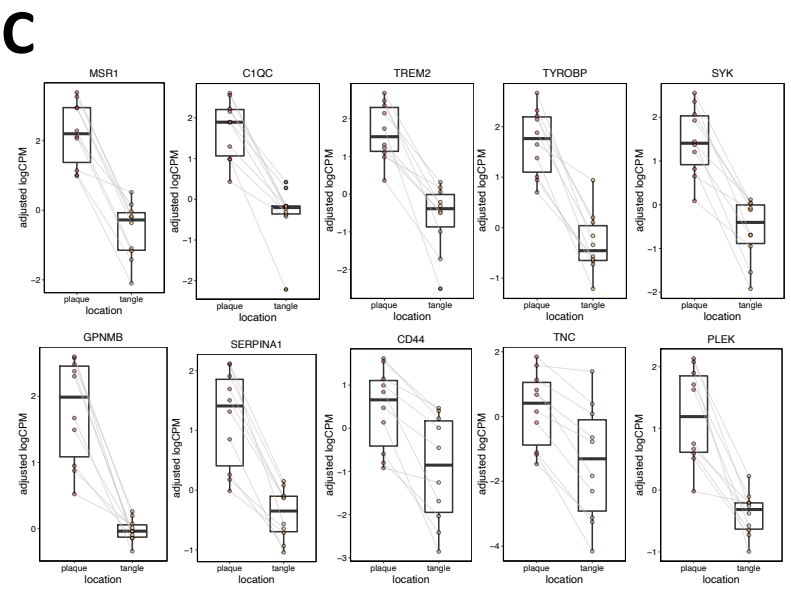 C
MSR1
C1QC
TREM2
TYROBP
SYK
adjusted logCPM
2
0
−2
plaque
tangle
location
adjusted logCPM
2
1
0
−1
−2
plaque
tangle
location
adjusted logCPM
2
1
0
−1
−2
plaque
tangle
location
adjusted logCPM
2
1
0
−1
plaque
tangle
location
adjusted logCPM
2
1
0
−1
−2
plaque
tangle
location
GPNMB
SERPINA1
CD44
TNC
PLEK
adjusted logCPM
2
1
0
plaque
tangle
location
adjusted logCPM
2
1
0
−1
plaque
tangle
location
adjusted logCPM
1
0
−1
−2
−3
plaque
tangle
location
adjusted logCPM
2
0
−2
−4
plaque
tangle
location
adjusted logCPM
2
1
0
−1
plaque
tangle
location